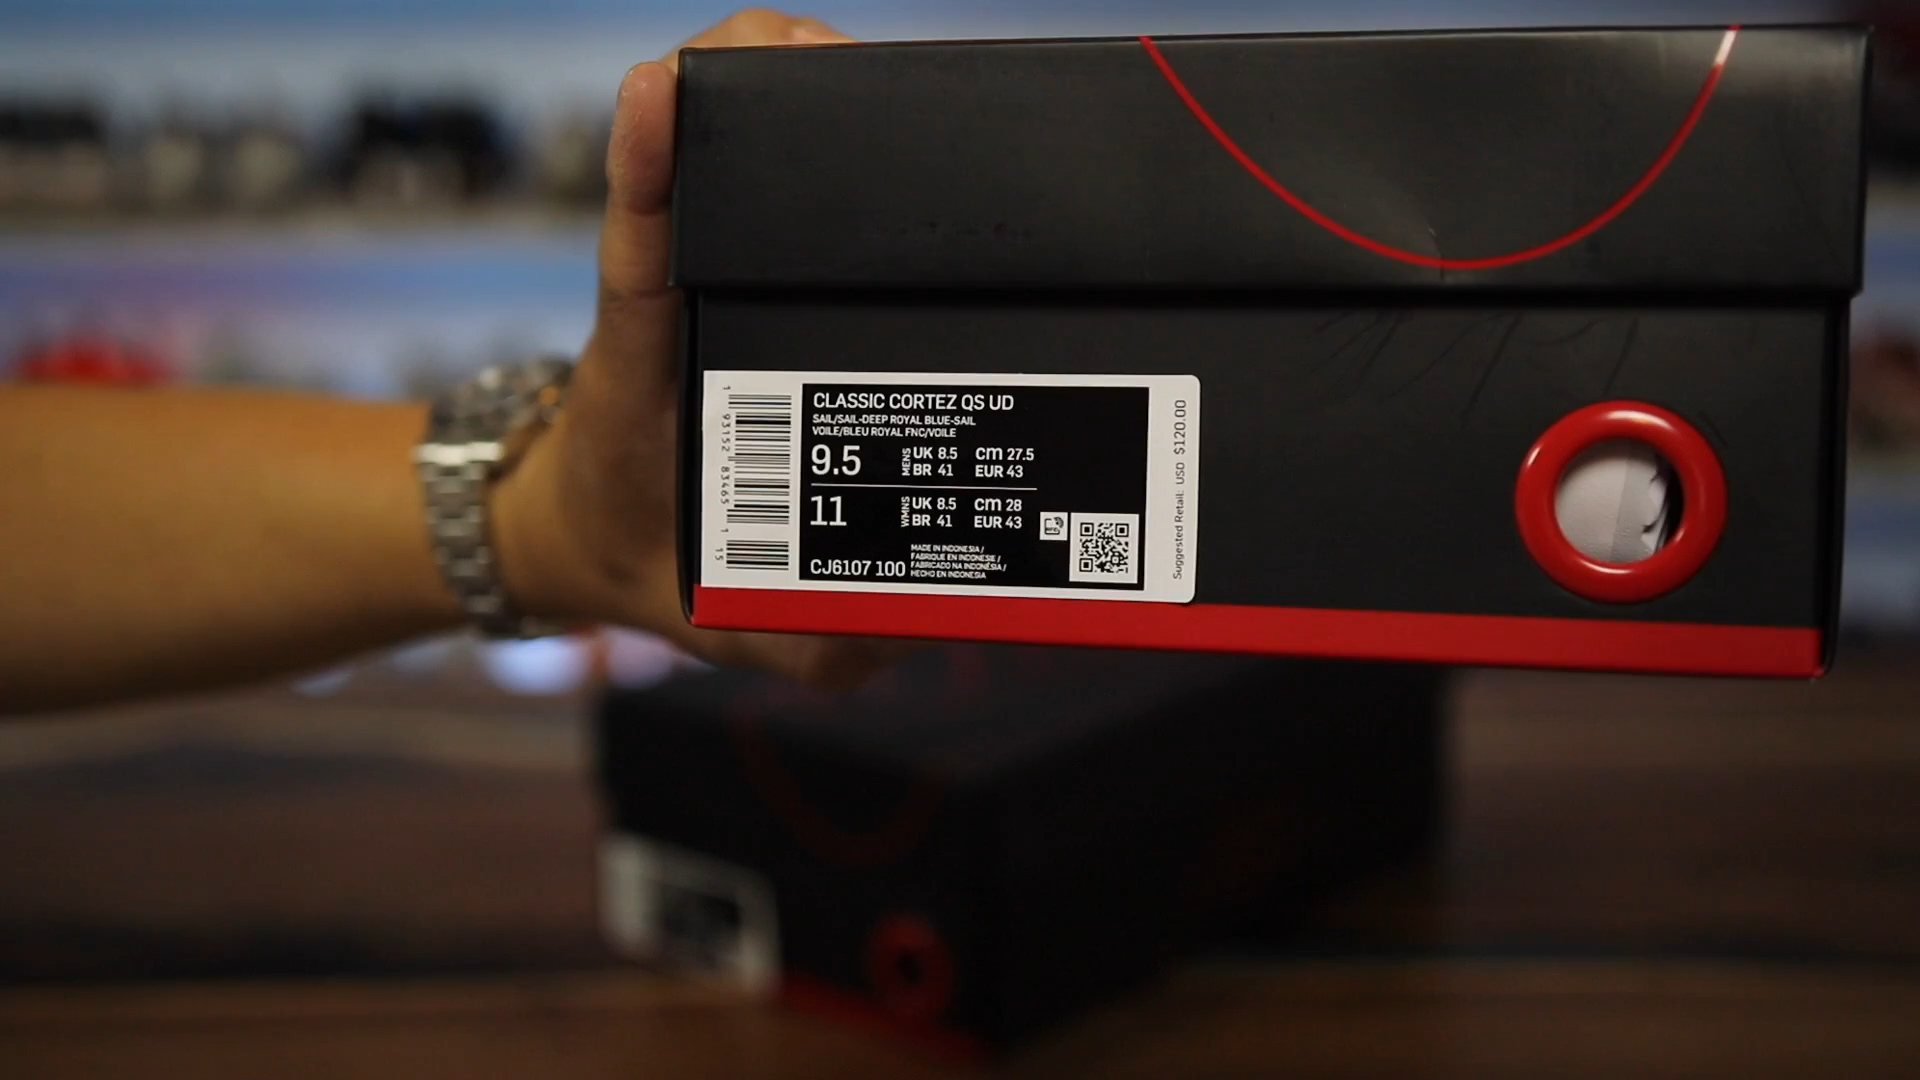 CLASSIC CORTEZ QS UD
SAIL/SAIL-DEEP ROYAL BLUE-SAIL
VOILE/BLEU ROYAL FNC/VOILE
9.5 MENS UK 8.5 cm 27.5
BR 41 EUR 43
11 WMNS UK 8.5 cm 28
BR 41 EUR 43
CJ6107 100
MADE IN INDONESIA /
FABRIQUE EN INDONESIE /
FABRICADO NA INDONÉSIA /
HECHO EN INDONESIA
1 93152 83465 1 15
Suggested Retail: USD $120.00